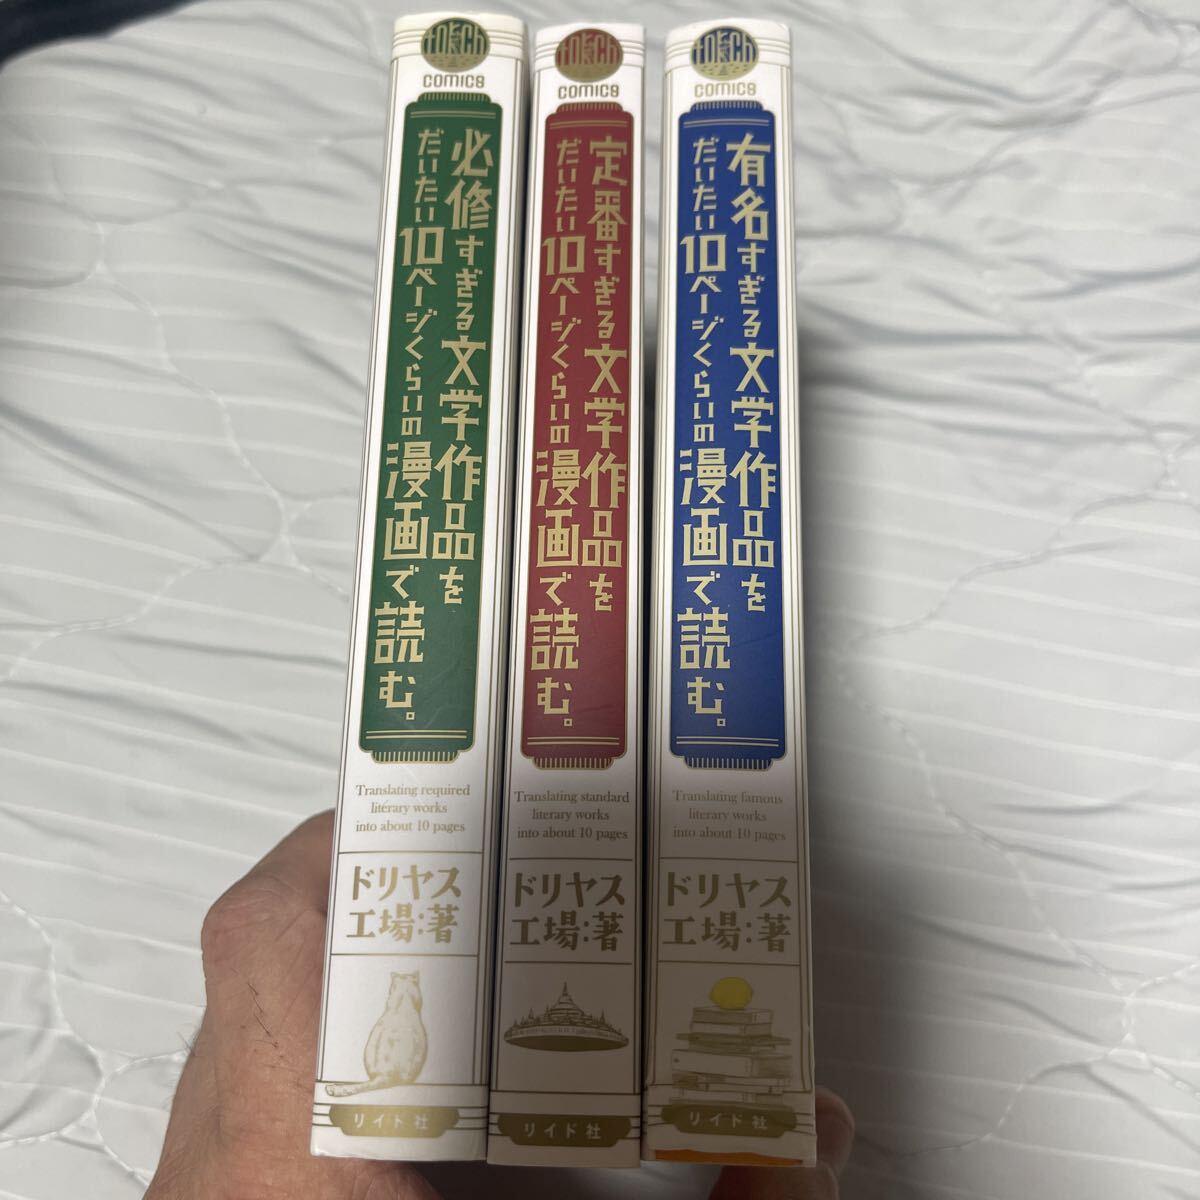 torch
COMICS
必修すぎる文学作品を
だいたい10ページくらいの漫画で読む。
Translating required
literary works
into about 10 pages
ドリヤス
工場:著
リイド社
torch
COMICS
定番すぎる文学作品を
だいたい10ページくらいの漫画で読む。
Translating standard
literary works
into about 10 pages
ドリヤス
工場:著
リイド社
torch
COMICS
有名すぎる文学作品を
だいたい10ページくらいの漫画で読む。
Translating famous
literary works
into about 10 pages
ドリヤス
工場:著
リイド社